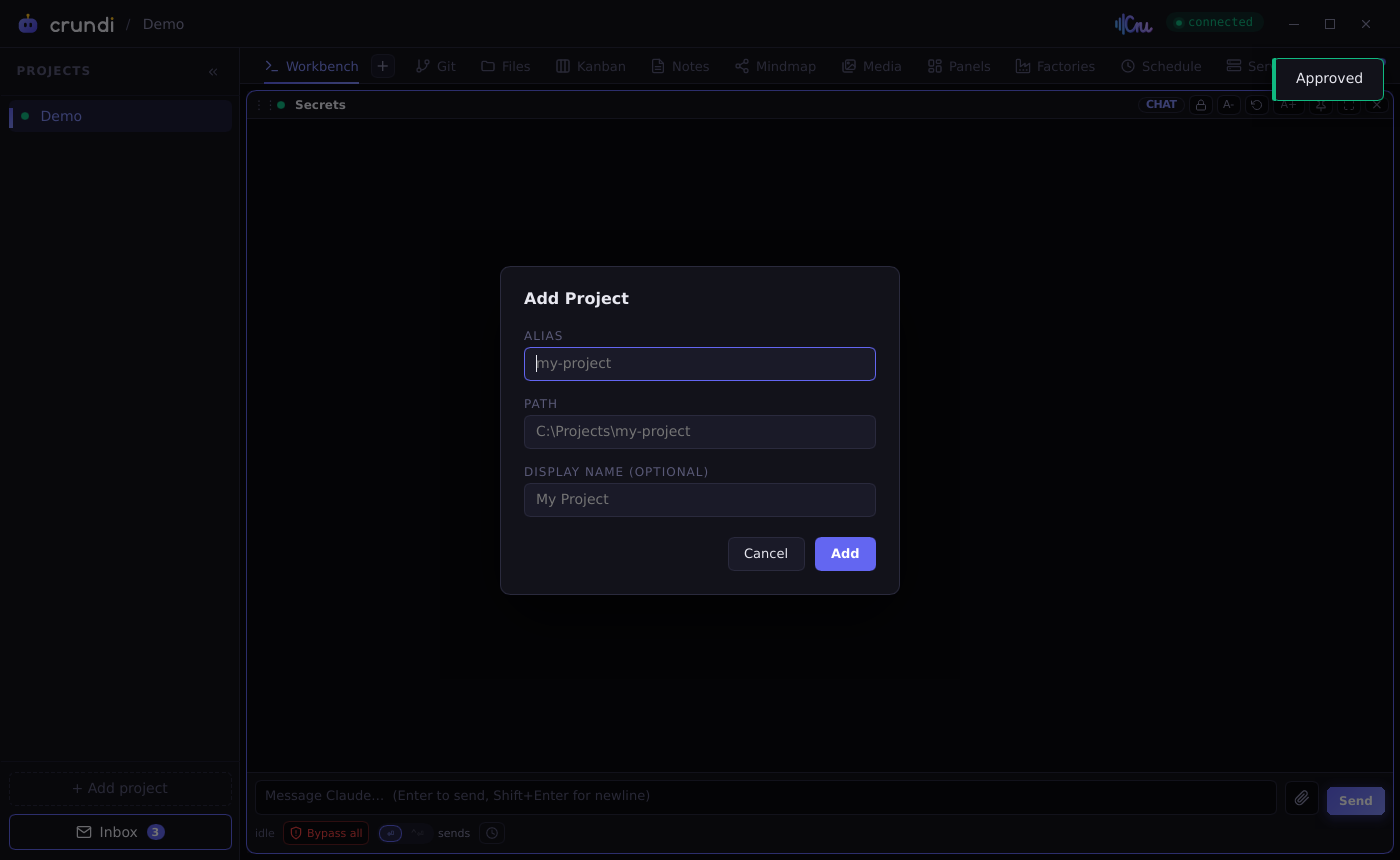 crundi / Demo
Cru
connected
PROJECTS «
Workbench + Git Files Kanban Notes Mindmap Media Panels Factories Schedule
Approved
Demo
Secrets
CHAT A- A+
Add Project
ALIAS
my-project
PATH
C:\Projects\my-project
DISPLAY NAME (OPTIONAL)
My Project
Cancel Add
+ Add project
Message Claude... (Enter to send, Shift+Enter for newline)
Send
Inbox 3
idle Bypass all sends